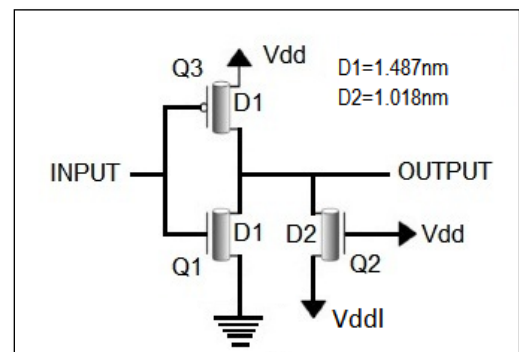 Vdd
D1=1.487nm
D2=1.018nm
Q3
D1
INPUT
OUTPUT
D1
D2
Vdd
Q1
Q2
Vddl